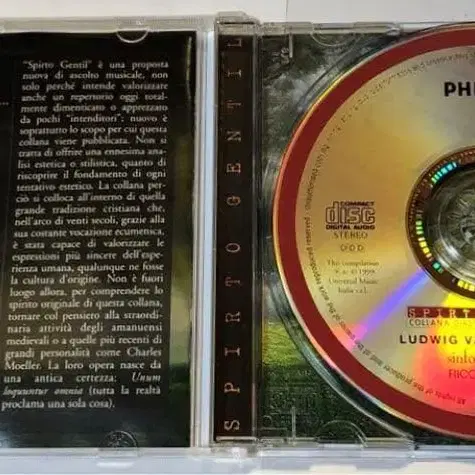 ...
"Spirto Gentil" è una proposta
nuova di ascolto musicale, non
solo perché intende valorizzare
anche un repertorio oggi total-
mente dimenticato o apprezzato
da pochi "intenditori": nuovo è
soprattutto lo scopo per cui questa
collana viene pubblicata. Non si
tratta di offrire una ennesima ana-
lisi estetica o stilistica, quanto di
riscoprire il fondamento di ogni
tentativo estetico. La collana per-
ciò si colloca all'interno di quella
grande tradizione cristiana che,
nell'arco di venti secoli, grazie alla
sua costante vocazione ecumenica,
è stata capace di valorizzare le
espressioni più sincere dell'espe-
rienza umana, qualunque ne fosse
la cultura d'origine. Non è fuori
luogo allora, per comprendere lo
spirito originale di questa collana,
tornare col pensiero alla straordi-
naria attività degli amanuensi
medievali o a quelle più recenti di
grandi personalità come Charles
Moeller. La loro opera nasce da
una antica certezza: Unum
loquuntur omnia (tutta la realtà
proclama una sola cosa).
SPIRTO GENTIL
PH
COMPACT
disc
DIGITAL AUDIO
STEREO
DDD
The compilation
1999
Universal Music
Italia s.r.l.
SPIRT
COLLANA
LUDWIG VA
sinfo
RICC